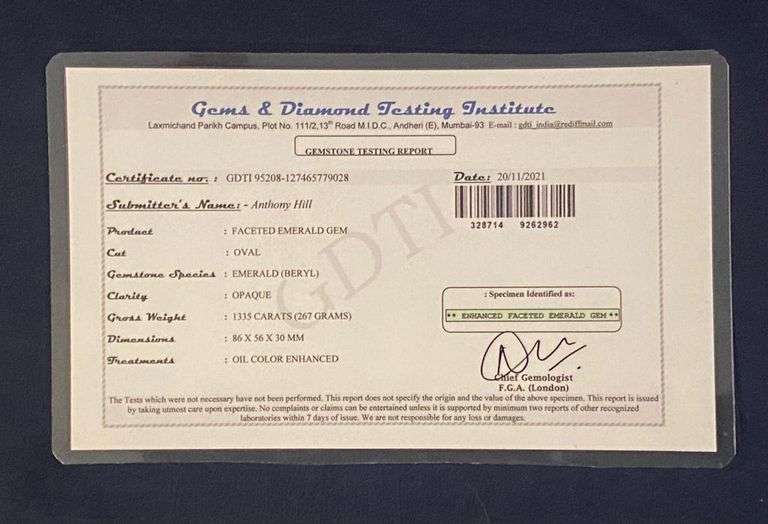 Gems & Diamond Testing Institute
Laxmichand Parikh Campus, Plot No. 111/2,13th Road M.I.D.C., Andheri (E), Mumbai-93 E-mail : gdti_india@rediffmail.com
GEMSTONE TESTING REPORT
Certificate no. : GDTI 95208-127465779028
Date: 20/11/2021
Submitter's Name: - Anthony Hill
328714 9262962
Product : FACETED EMERALD GEM
Cut : OVAL
Gemstone Species : EMERALD (BERYL)
Clarity : OPAQUE
Gross Weight : 1335 CARATS (267 GRAMS)
Dimensions : 86 X 56 X 30 MM
Treatments : OIL COLOR ENHANCED
GDTI
: Specimen Identified as:
** ENHANCED FACETED EMERALD GEM **
Chief Gemologist
F.G.A. (London)
The Tests which were not necessary have not been performed. This report does not specify the origin and the value of the above specimen. This report is issued
by taking utmost care upon expertise. No complaints or claims can be entertained unless it is supported by minimum two reports of other recognized
laboratories within 7 days of issue. We are not responsible for any loss or damages.